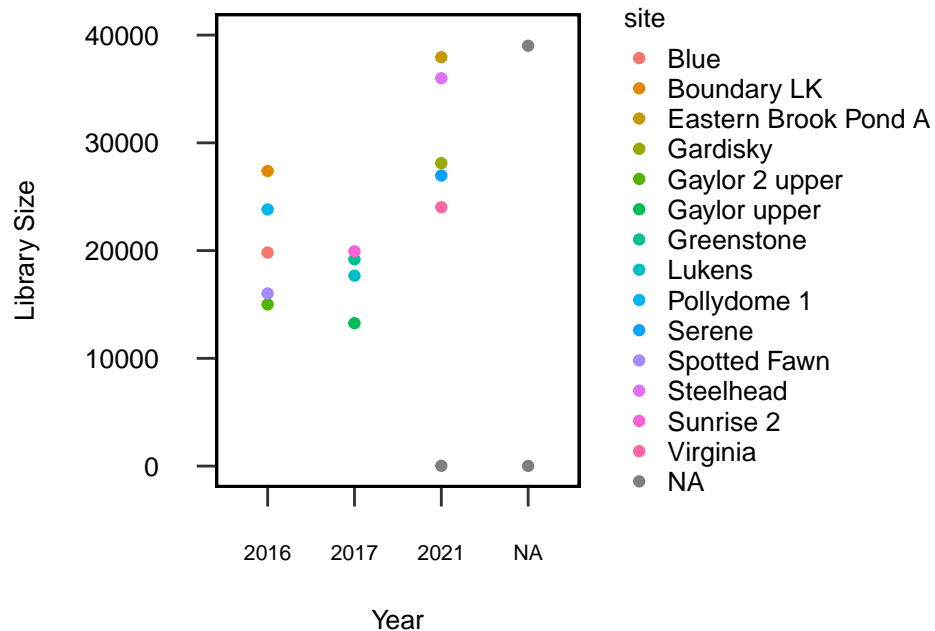 40000
30000
20000
10000
0
Library Size
2016 2017 2021 NA
Year
site
Blue
Boundary LK
Eastern Brook Pond A
Gardisky
Gaylor 2 upper
Gaylor upper
Greenstone
Lukens
Pollydome 1
Serene
Spotted Fawn
Steelhead
Sunrise 2
Virginia
NA